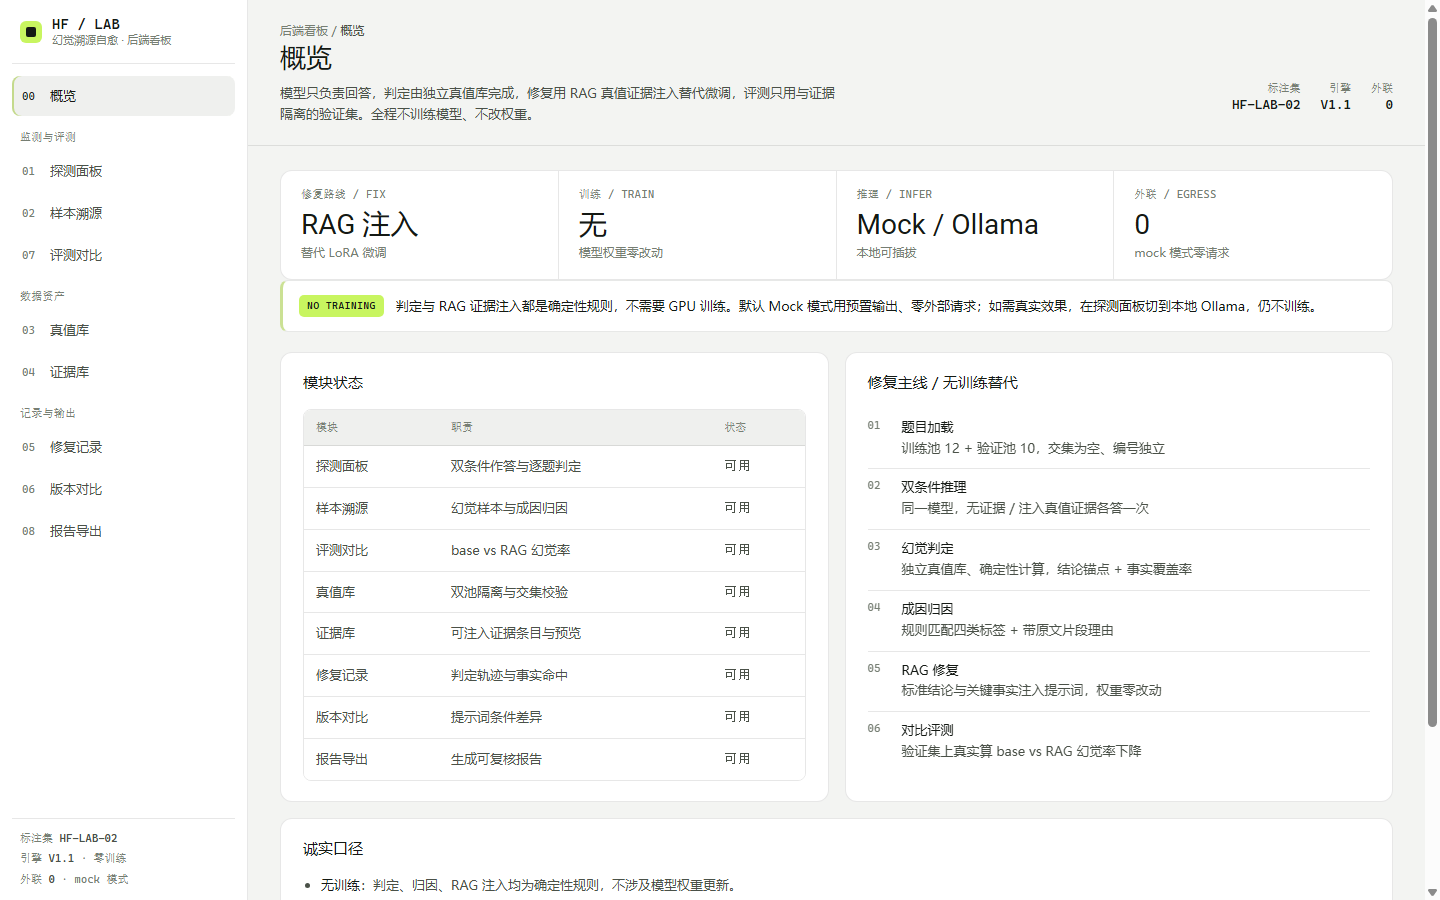 HF / LAB
幻觉溯源自愈 · 后端看板
00 概览
监测与评测
01 探测面板
02 样本溯源
07 评测对比
数据资产
03 真值库
04 证据库
记录与输出
05 修复记录
06 版本对比
08 报告导出
标注集 HF-LAB-02
引擎 V1.1 · 零训练
外联 0 · mock 模式
后端看板 / 概览
概览
模型只负责回答，判定由独立真值库完成，修复用 RAG 真值证据注入替代微调，评测只用与证据
隔离的验证集。全程不训练模型、不改权重。
标注集 引擎 外联
HF-LAB-02 V1.1 0
修复路线 / FIX
RAG 注入
替代 LoRA 微调
训练 / TRAIN
无
模型权重零改动
推理 / INFER
Mock / Ollama
本地可插拔
外联 / EGRESS
0
mock 模式零请求
NO TRAINING 判定与 RAG 证据注入都是确定性规则，不需要 GPU 训练。默认 Mock 模式用预置输出、零外部请求；如需真实效果，在探测面板切到本地 Ollama，仍不训练。
模块状态
模块 职责 状态
探测面板 双条件作答与逐题判定 可用
样本溯源 幻觉样本与成因归因 可用
评测对比 base vs RAG 幻觉率 可用
真值库 双池隔离与交集校验 可用
证据库 可注入证据条目与预览 可用
修复记录 判定轨迹与事实命中 可用
版本对比 提示词条件差异 可用
报告导出 生成可复核报告 可用
修复主线 / 无训练替代
01 题目加载
训练池 12 + 验证池 10，交集为空、编号独立
02 双条件推理
同一模型，无证据 / 注入真值证据各答一次
03 幻觉判定
独立真值库、确定性计算，结论锚点 + 事实覆盖率
04 成因归因
规则匹配四类标签 + 带原文片段理由
05 RAG 修复
标准结论与关键事实注入提示词，权重零改动
06 对比评测
验证集上真实算 base vs RAG 幻觉率下降
诚实口径
• 无训练：判定、归因、RAG 注入均为确定性规则，不涉及模型权重更新。